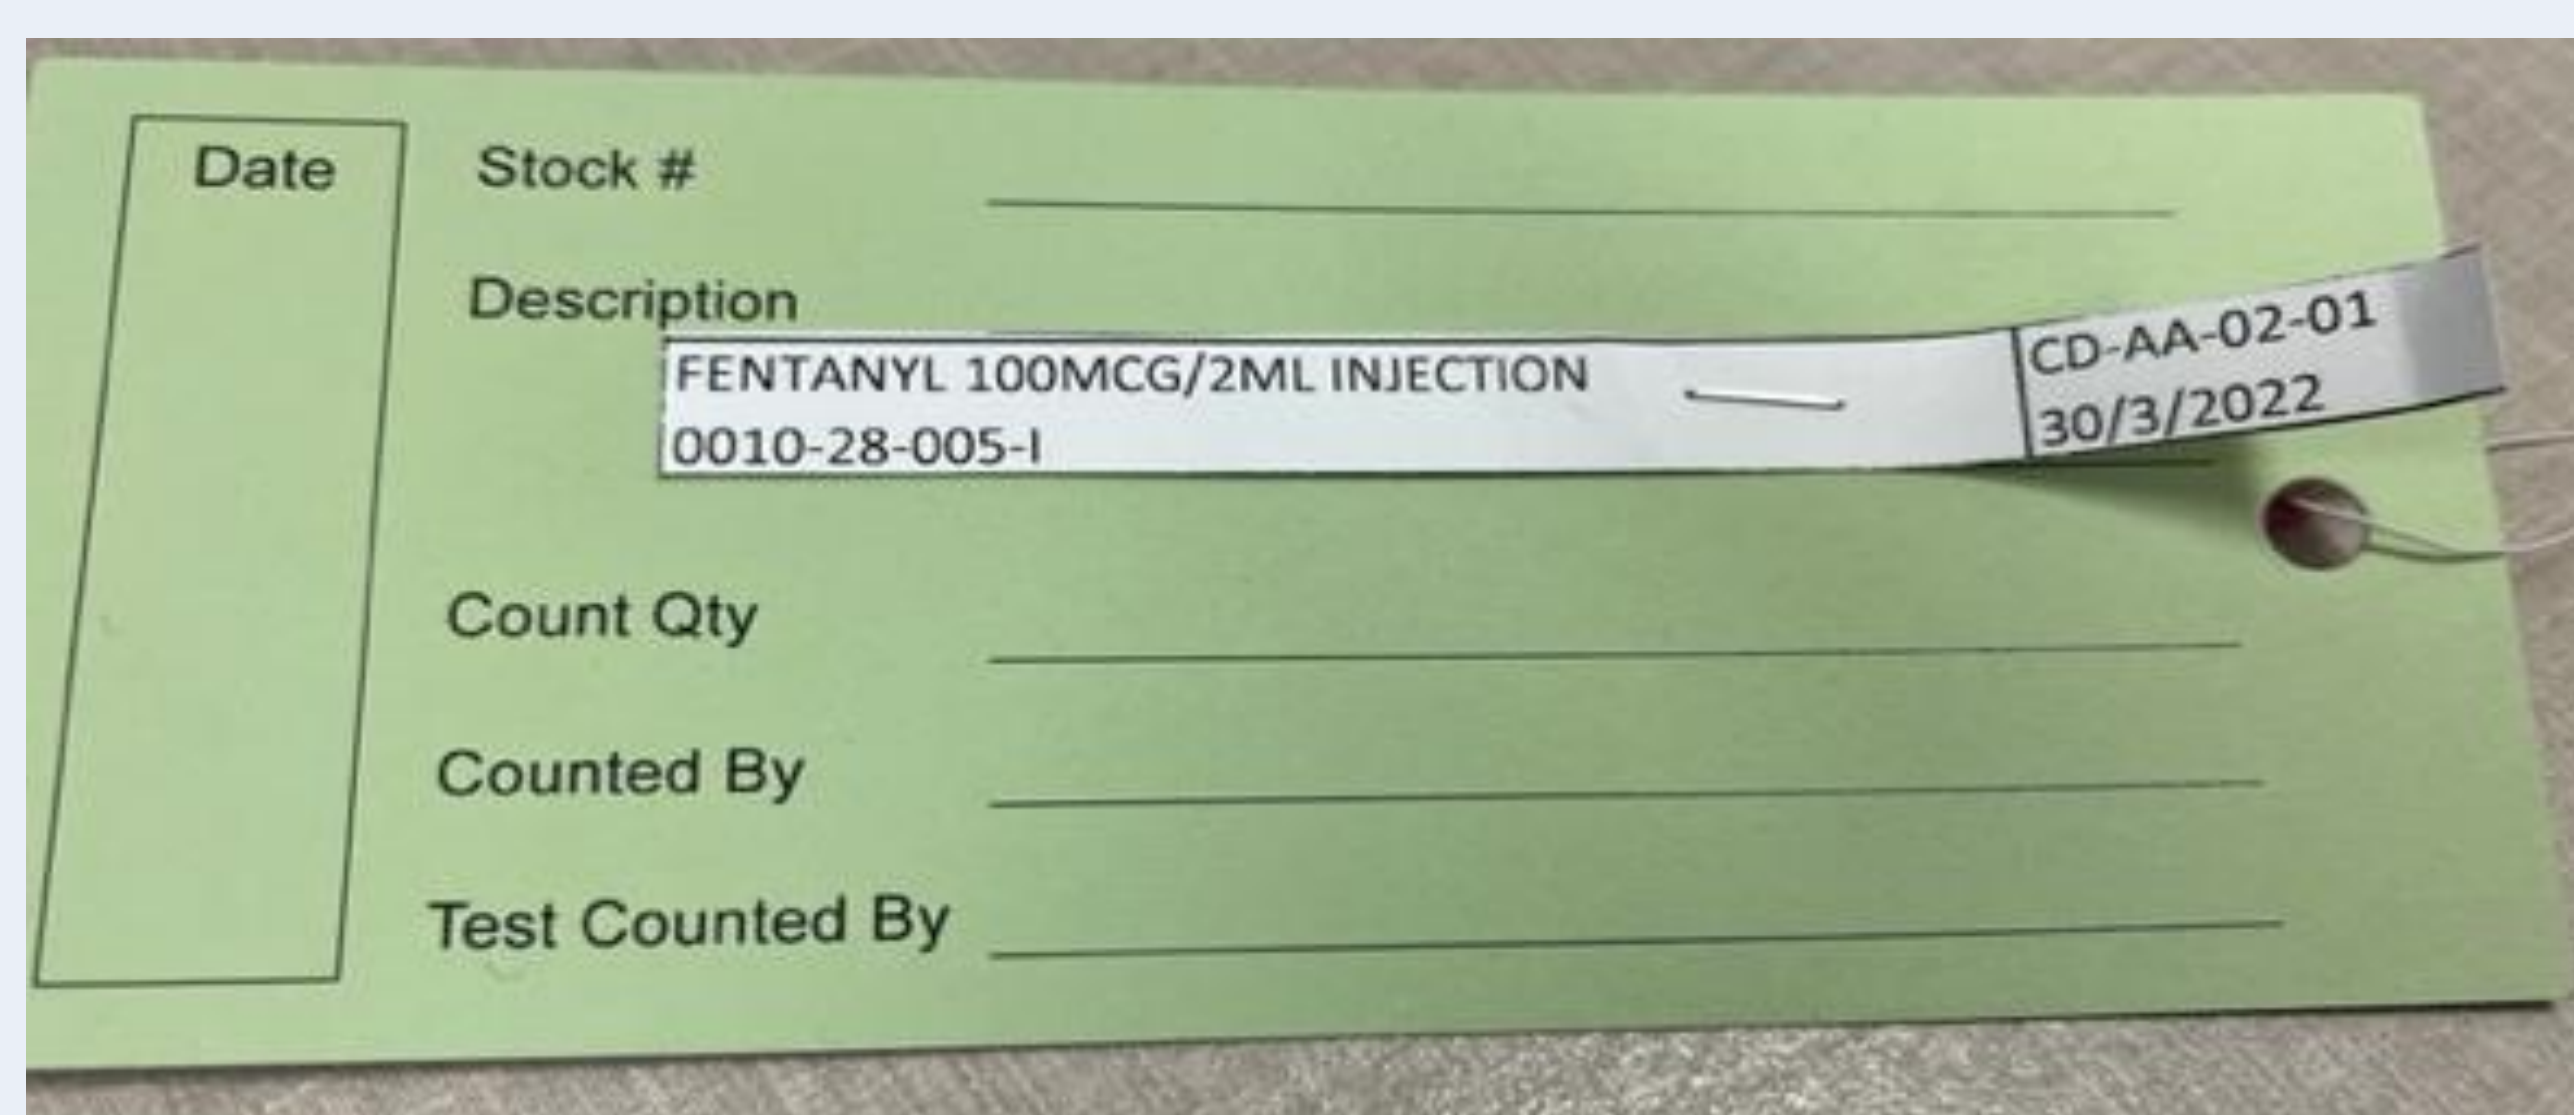 Date
Stock #
Description
FENTANYL 100MCG/2ML INJECTION
0010-28-005-I
CD-AA-02-01
30/3/2022
Count Qty
Counted By
Test Counted By